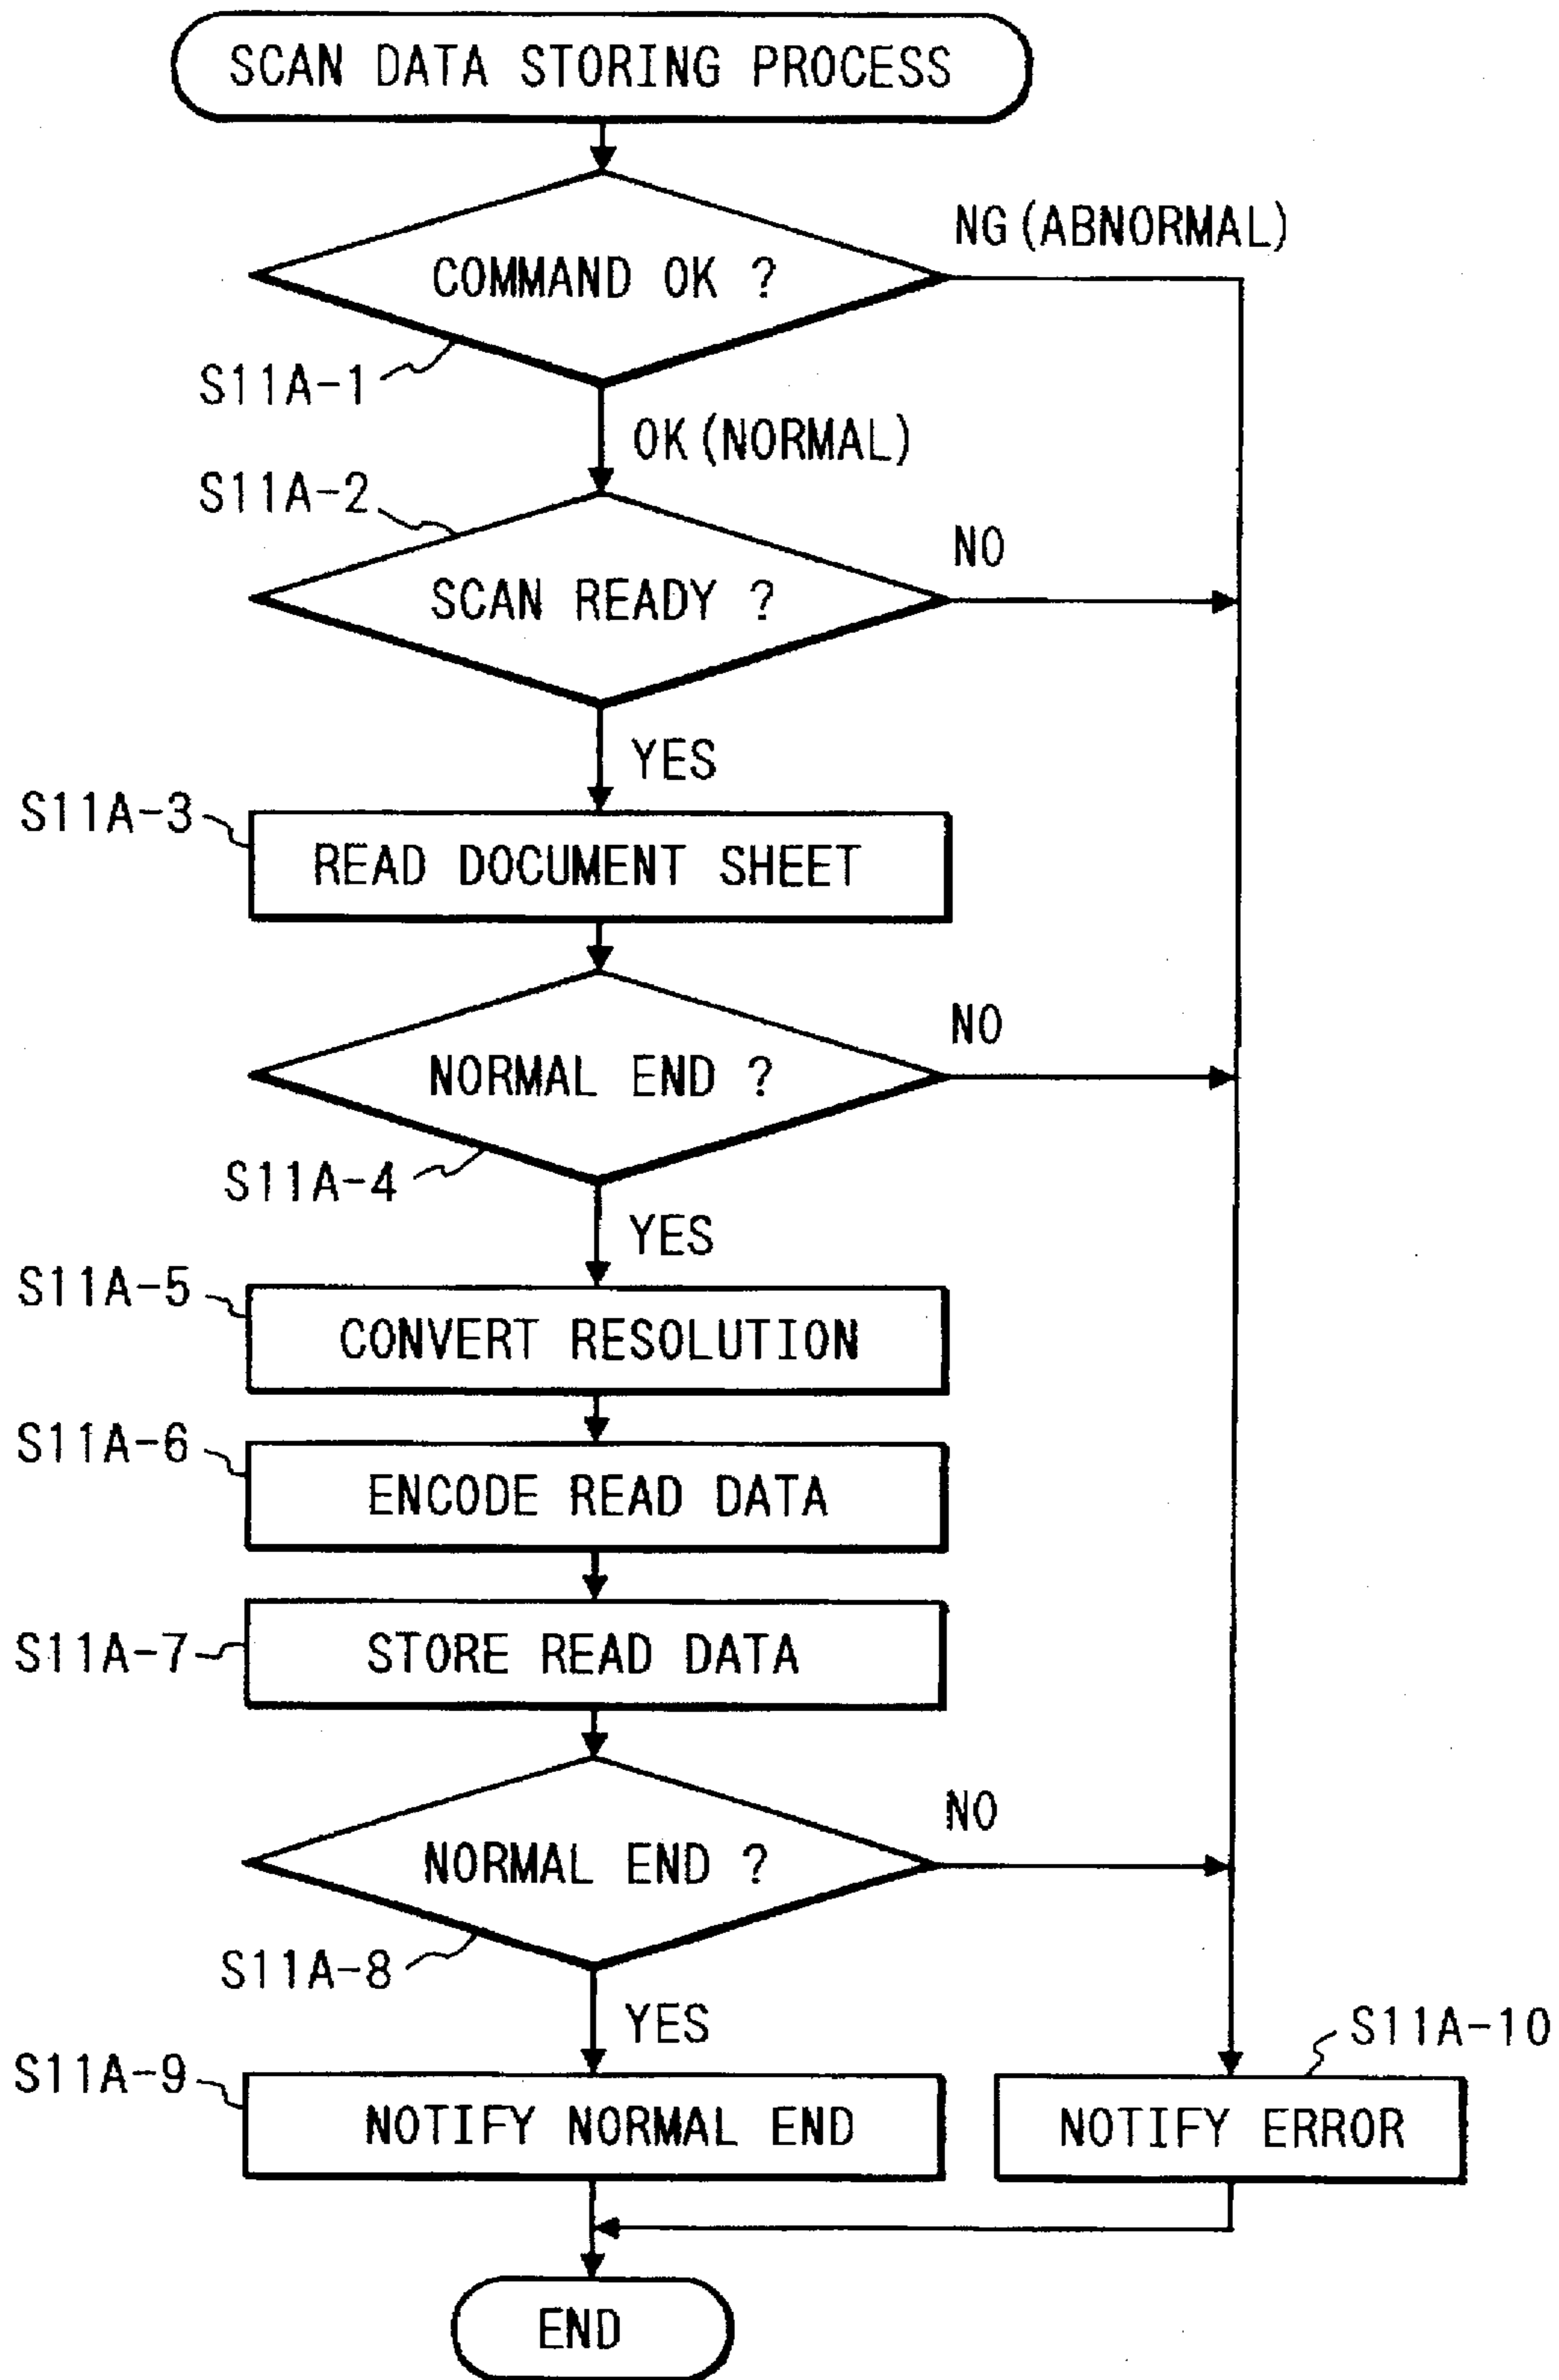 SCAN DATA STORING PROCESS
NG (ABNORMAL)
COMMAND OK ?
S11A-1
OK (NORMAL)
S11A-2
NO
SCAN READY ?
YES
S11A-3
READ DOCUMENT SHEET
NO
NORMAL END ?
S11A-4
YES
S11A-5
CONVERT RESOLUTION
S11A-6
ENCODE READ DATA
S11A-7
STORE READ DATA
NO
NORMAL END ?
S11A-8
YES
S11A-10
S11A-9
NOTIFY NORMAL END
NOTIFY ERROR
END